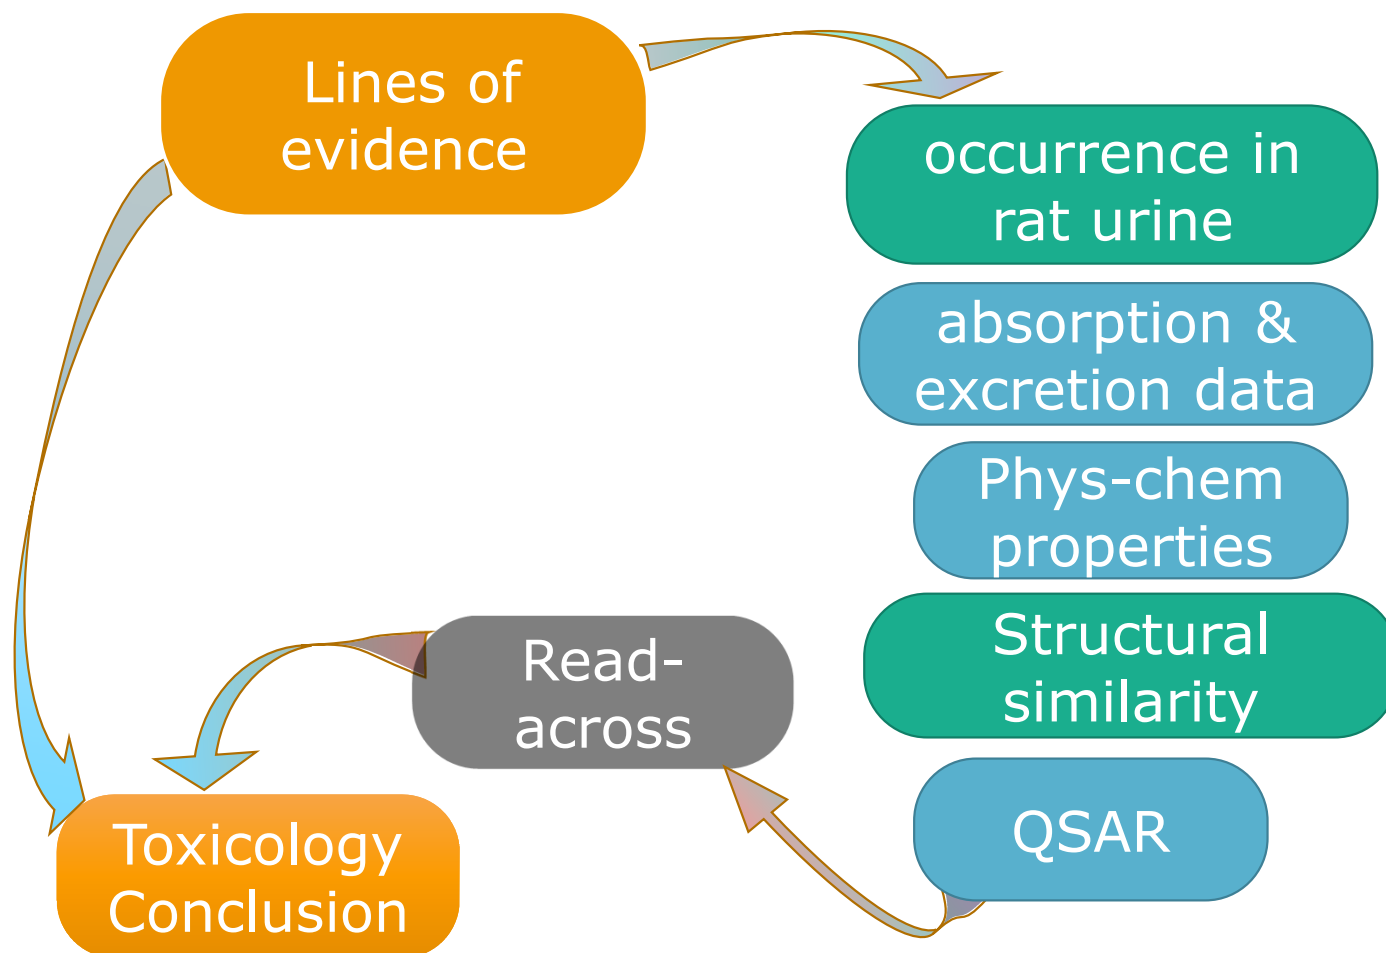 Lines of
evidence
occurrence in
rat urine
absorption &
excretion data
Phys-chem
properties
Structural
similarity
QSAR
Read-
across
Toxicology
Conclusion